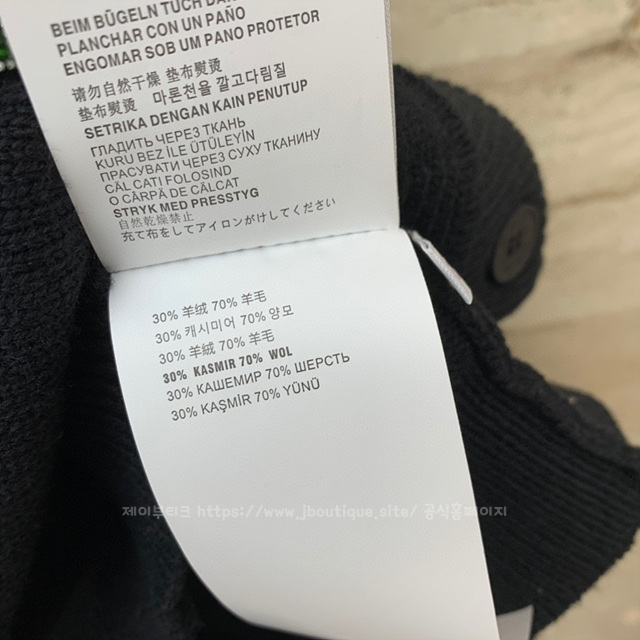 BEIM BÜGELN TUCH
PLANCHAR CON UN PAÑO
ENGOMAR SOB UM PANO PROTETOR
请勿自然干燥 垫布熨烫
垫布熨烫 마른천을 깔고다림질
SETRIKA DENGAN KAIN PENUTUP
ГЛАДИТЬ ЧЕРЕЗ ТКАНЬ
KURU BEZ ILE ÜTÜLEYİN
ПРАСУВАТИ ЧЕРЕЗ СУХУ ТКАНИНУ
CĂL CATI FOLOSIND
O CÂRPĂ DE CĂLCAT
STRYK MED PRESSTYG
自然乾燥禁止
充て布をしてアイロンがけしてください
30% 羊绒 70% 羊毛
30% 캐시미어 70% 양모
30% 羊絨 70% 羊毛
30% KASMIR 70% WOL
30% КАШЕМИР 70% ШЕРСТЬ
30% KAŞMİR 70% YÜNÜ
제이부티크 https://www.jboutique.site/ 공식홈페이지